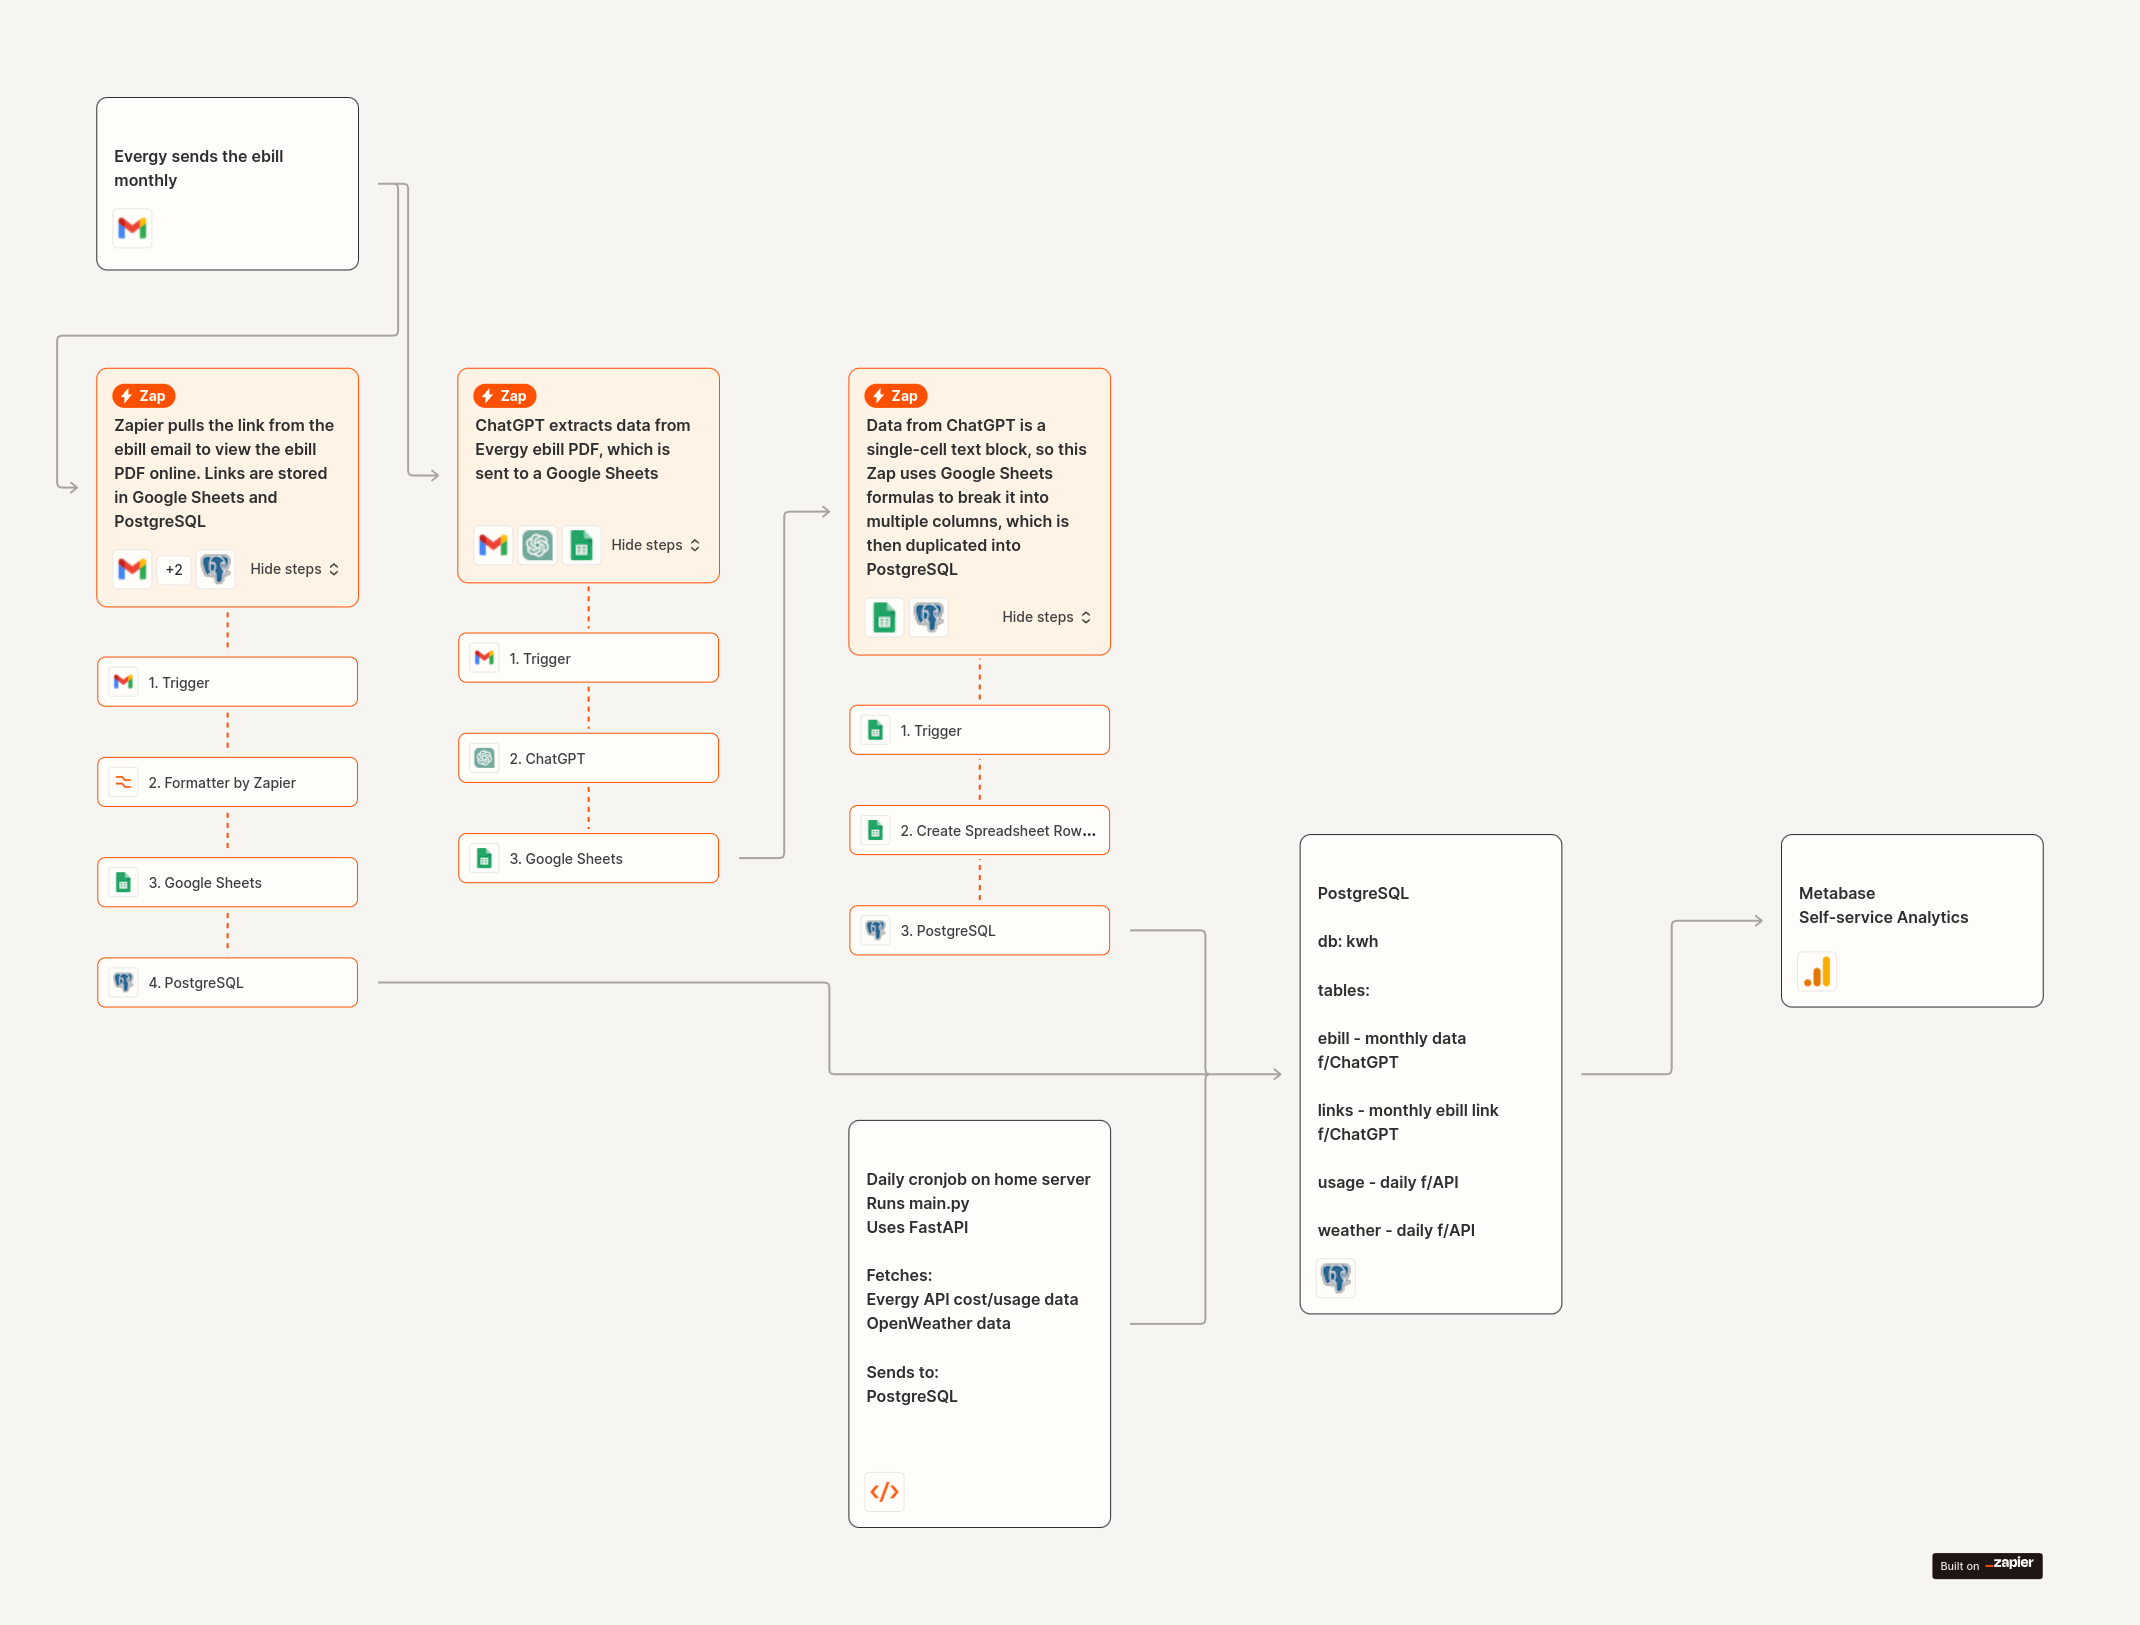 Evergy sends the ebill
monthly
Zap
Zapier pulls the link from the
ebill email to view the ebill
PDF online. Links are stored
in Google Sheets and
PostgreSQL
+2
Hide steps
1. Trigger
2. Formatter by Zapier
3. Google Sheets
4. PostgreSQL
Zap
ChatGPT extracts data from
Evergy ebill PDF, which is
sent to a Google Sheets
Hide steps
1. Trigger
2. ChatGPT
3. Google Sheets
Zap
Data from ChatGPT is a
single-cell text block, so this
Zap uses Google Sheets
formulas to break it into
multiple columns, which is
then duplicated into
PostgreSQL
Hide steps
1. Trigger
2. Create Spreadsheet Row...
3. PostgreSQL
Daily cronjob on home server
Runs main.py
Uses FastAPI
Fetches:
Evergy API cost/usage data
OpenWeather data
Sends to:
PostgreSQL
</>
PostgreSQL
db: kwh
tables:
ebill - monthly data
f/ChatGPT
links - monthly ebill link
f/ChatGPT
usage - daily f/API
weather - daily f/API
Metabase
Self-service Analytics
Built on zapier